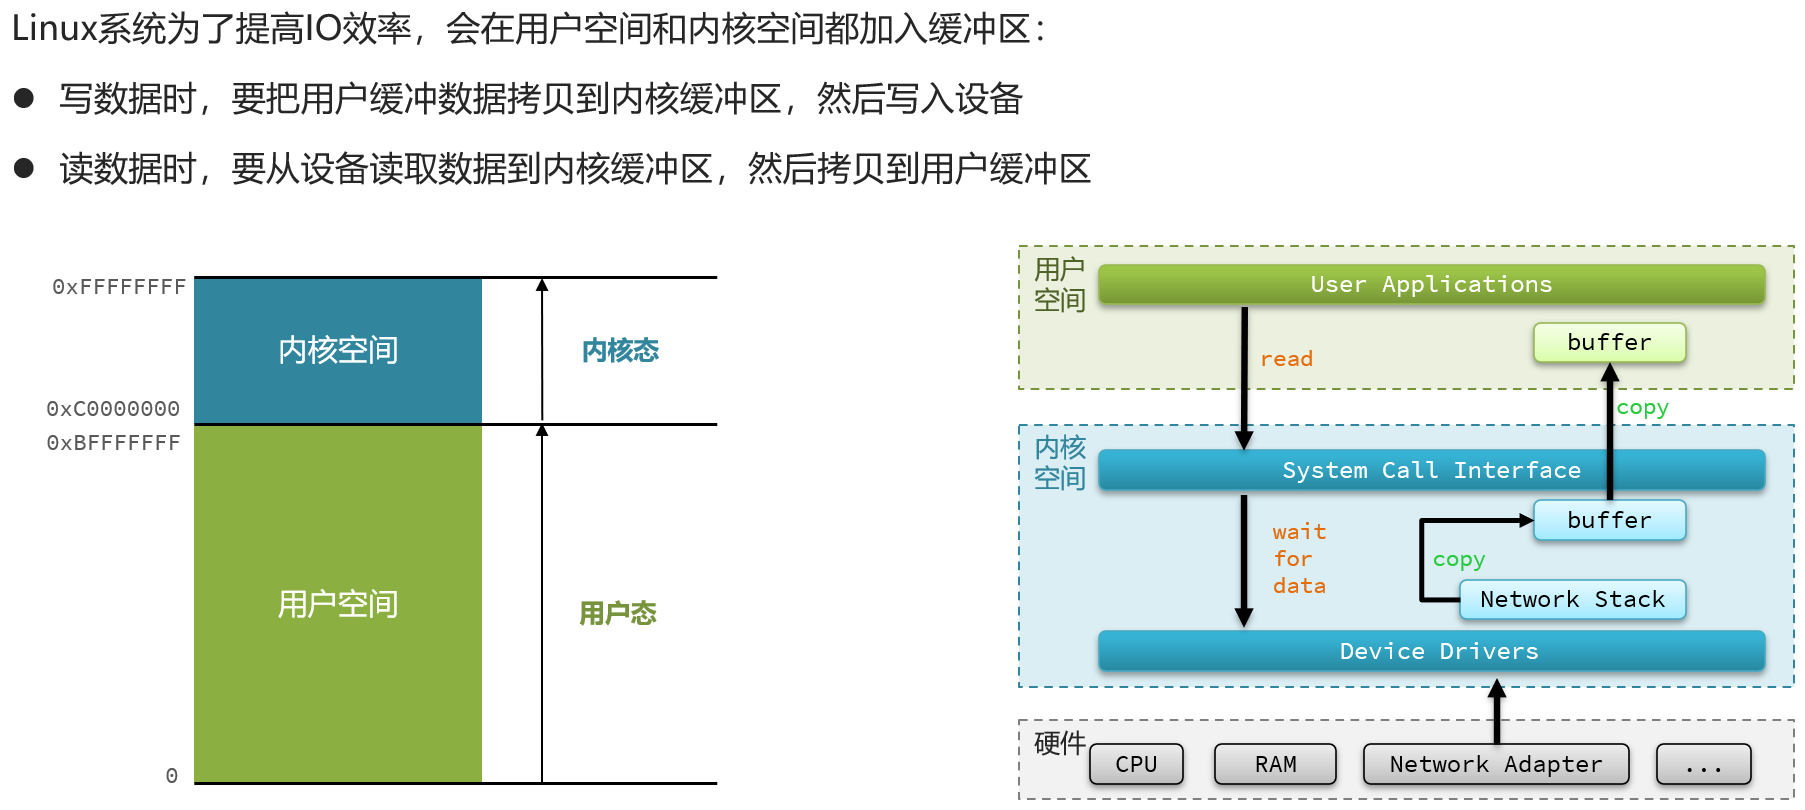 Linux系统为了提高IO效率，会在用户空间和内核空间都加入缓冲区：
● 写数据时，要把用户缓冲数据拷贝到内核缓冲区，然后写入设备
● 读数据时，要从设备读取数据到内核缓冲区，然后拷贝到用户缓冲区
0xFFFFFFFF
内核空间
内核态
0xC0000000
0xBFFFFFFF
用户空间
用户态
0
用户
空间
User Applications
read
buffer
copy
内核
空间
System Call Interface
wait
for
data
buffer
copy
Network Stack
Device Drivers
硬件
CPU
RAM
Network Adapter
...